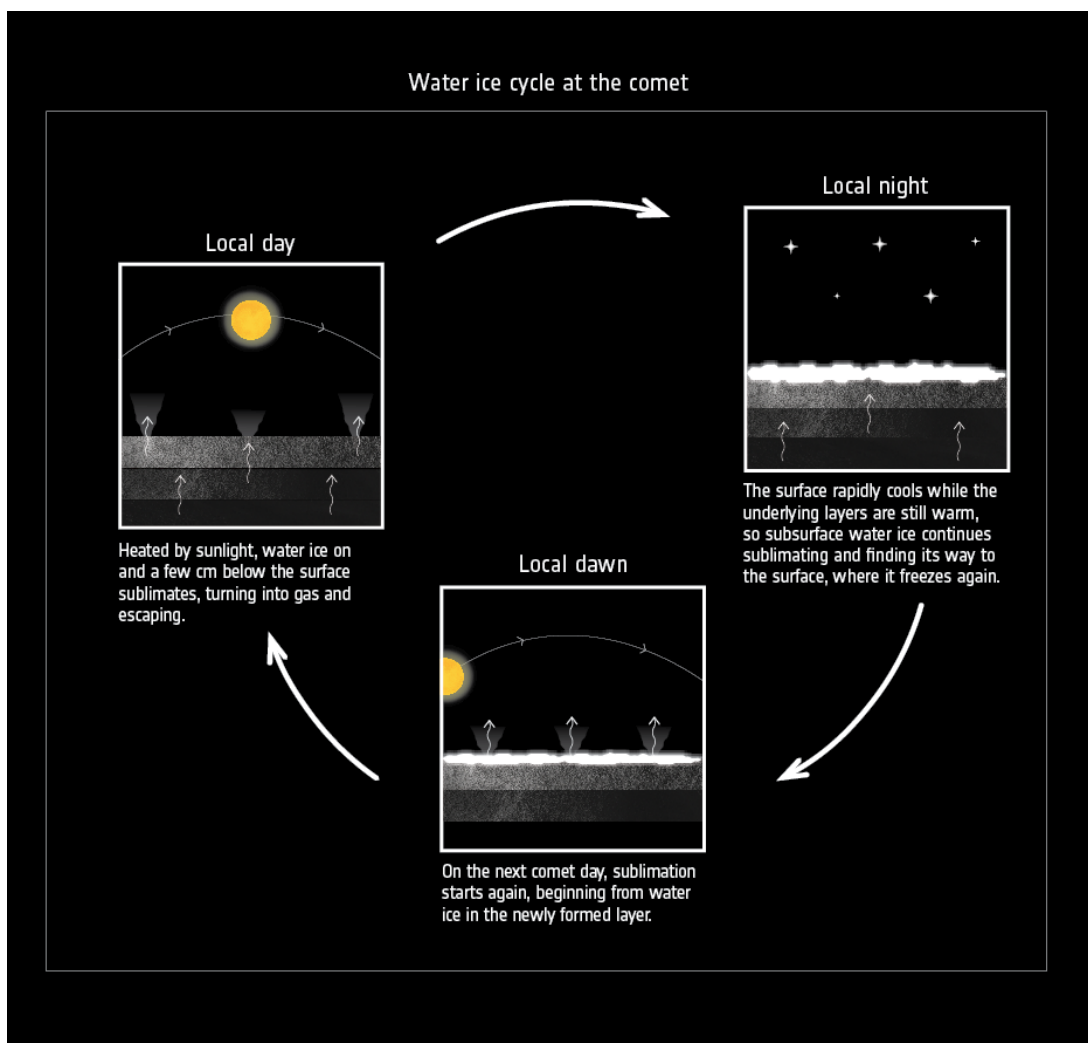 Water ice cycle at the comet
Local day
Heated by sunlight, water ice on
and a few cm below the surface
sublimates, turning into gas and
escaping.
Local night
The surface rapidly cools while the
underlying layers are still warm,
so subsurface water ice continues
sublimating and finding its way to
the surface, where it freezes again.
Local dawn
On the next comet day, sublimation
starts again, beginning from water
ice in the newly formed layer.